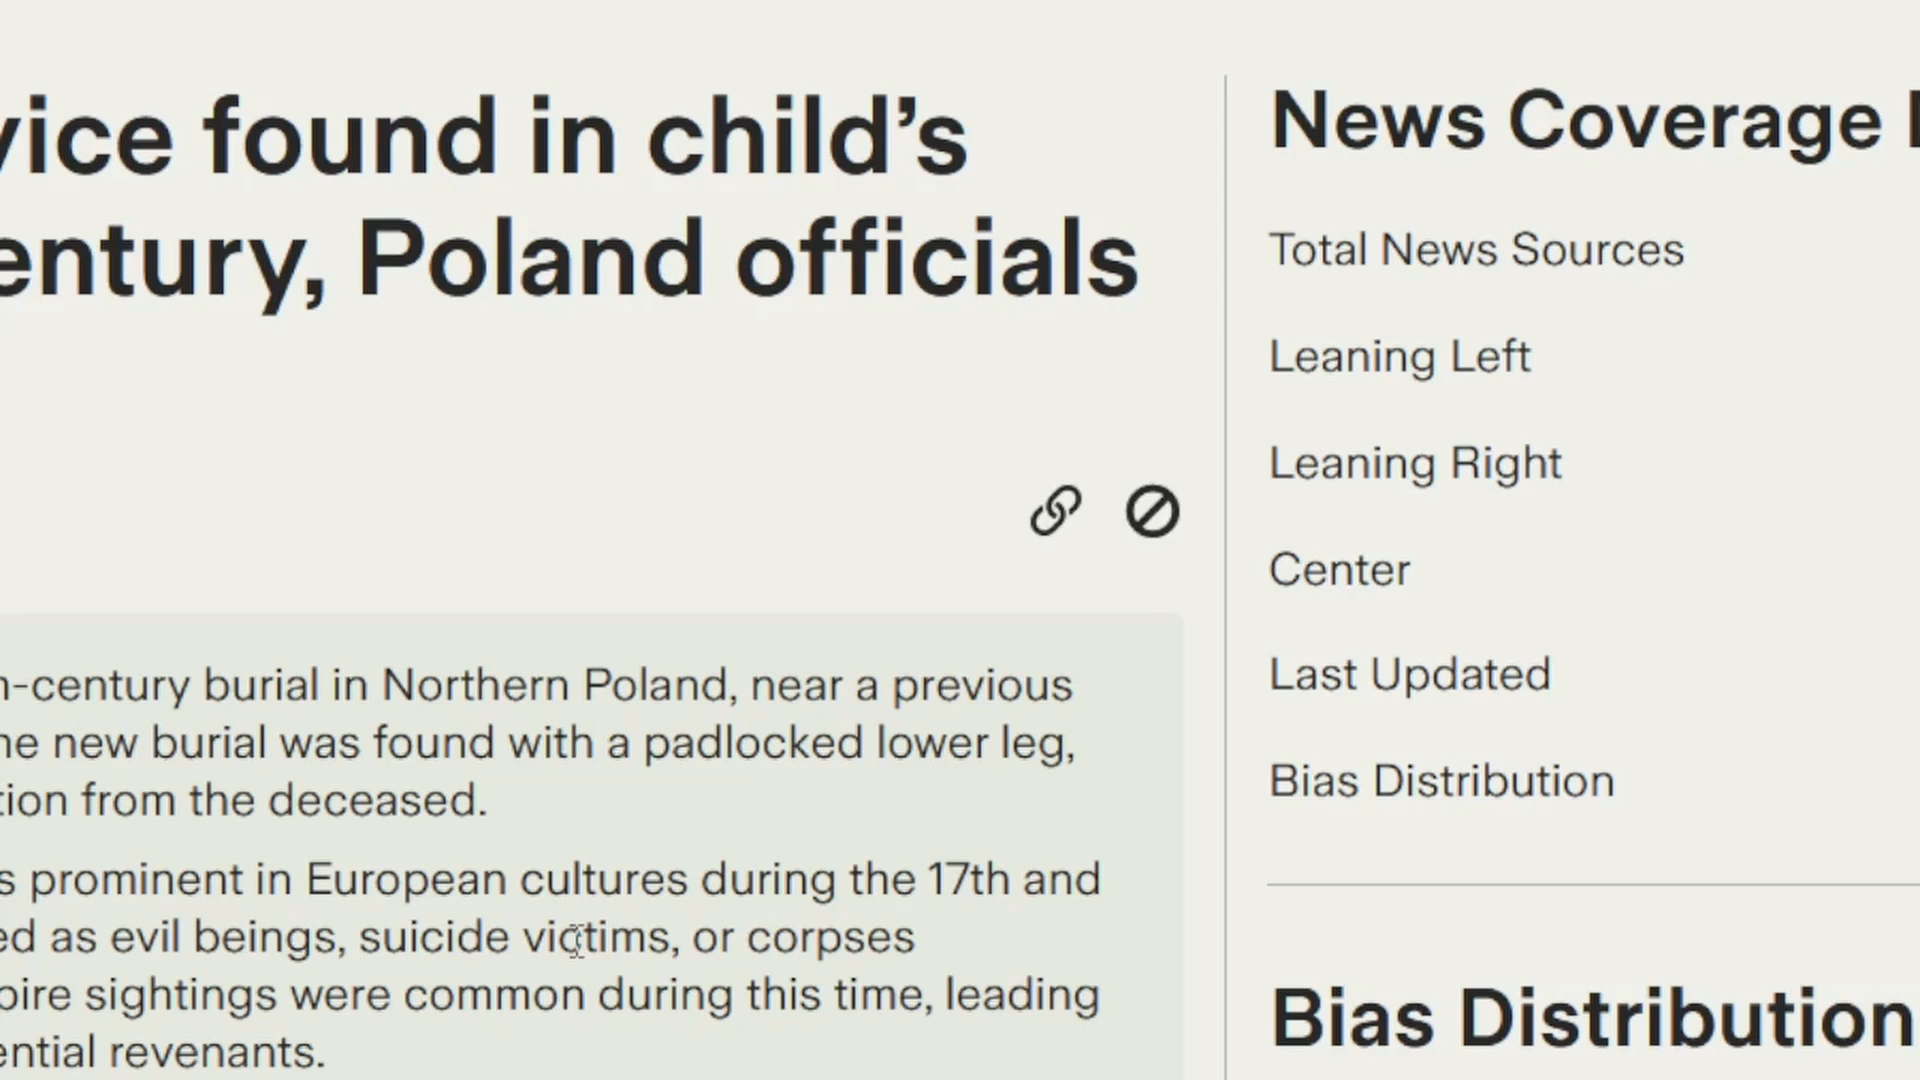 vice found in child’s
entury, Poland officials
n-century burial in Northern Poland, near a previous
ne new burial was found with a padlocked lower leg,
tion from the deceased.
s prominent in European cultures during the 17th and
ed as evil beings, suicide victims, or corpses
pire sightings were common during this time, leading
ential revenants.
News Coverage
Total News Sources
Leaning Left
Leaning Right
Center
Last Updated
Bias Distribution
Bias Distribution